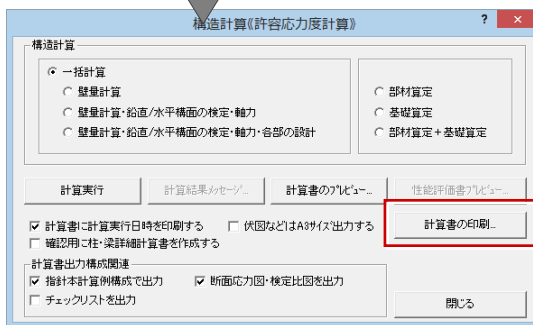 構造計算《許容応力度計算》 ? ×
構造計算
一括計算
壁量計算
壁量計算・鉛直/水平構面の検定・軸力
壁量計算・鉛直/水平構面の検定・軸力・各部の設計
部材算定
基礎算定
部材算定+基礎算定
計算実行
計算結果メッセージ...
計算書のプレビュー...
性能評価書プレビュー...
計算書に計算実行日時を印刷する
伏図などはA3サイズ出力する
計算書の印刷...
確認用に柱・梁詳細計算書を作成する
計算書出力構成関連
指針本計算例構成で出力
断面応力図・検定比図を出力
チェックリストを出力
閉じる